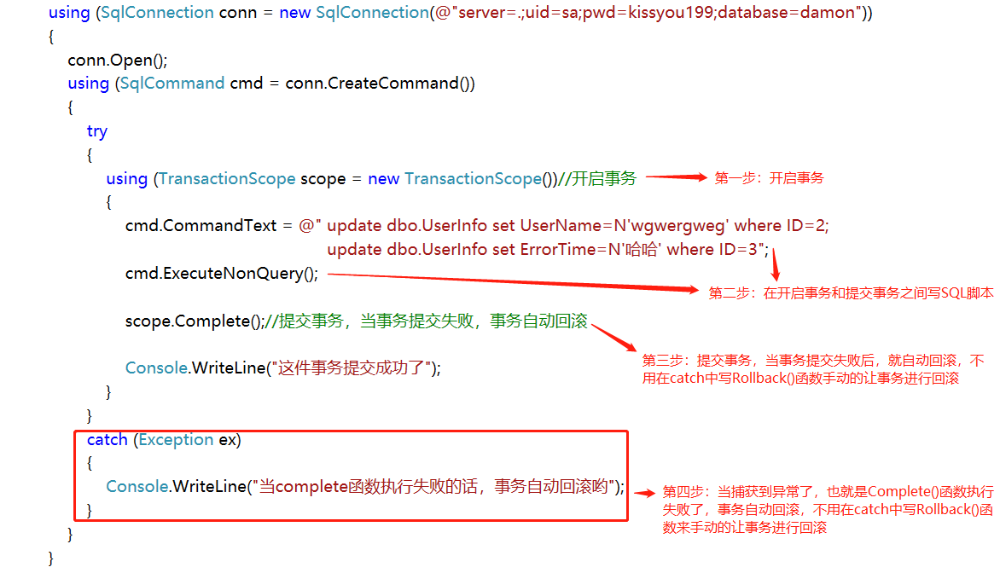 using (SqlConnection conn = new SqlConnection(@"server=.;uid=sa;pwd=kissyou199;database=damon"))
{
conn.Open();
using (SqlCommand cmd = conn.CreateCommand())
{
try
{
using (TransactionScope scope = new TransactionScope())//开启事务
第一步：开启事务
{
cmd.CommandText = @" update dbo.UserInfo set UserName=N'wgwergweg' where ID=2;
update dbo.UserInfo set ErrorTime=N'哈哈' where ID=3";
cmd.ExecuteNonQuery();
第二步：在开启事务和提交事务之间写SQL脚本
scope.Complete();//提交事务，当事务提交失败，事务自动回滚
第三步：提交事务，当事务提交失败后，就自动回滚，不
用在catch中写Rollback()函数手动的让事务进行回滚
Console.WriteLine("这件事务提交成功了");
}
}
catch (Exception ex)
{
Console.WriteLine("当complete函数执行失败的话，事务自动回滚哟");
}
第四步：当捕获到异常了，也就是Complete()函数执行
失败了，事务自动回滚，不用在catch中写Rollback()函
数来手动的让事务进行回滚
}
}